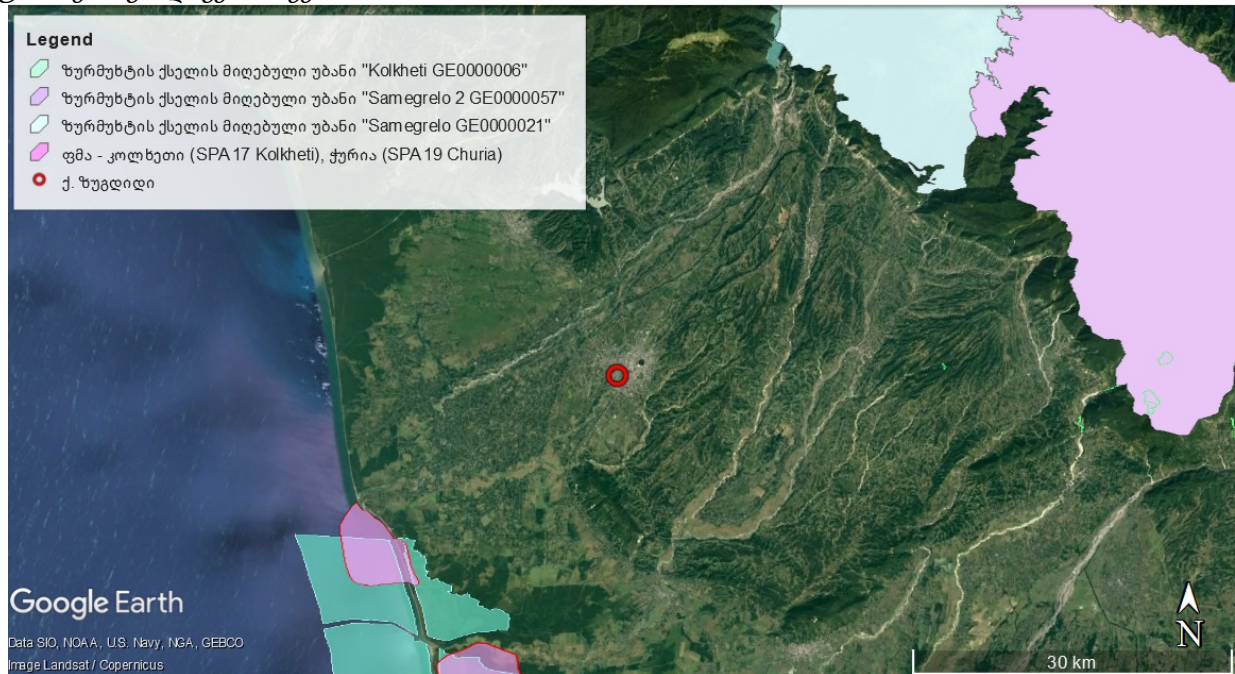 Legend
ზურმუხტის ქსელის მიღებული უბანი "Kolkheti GE0000006"
ზურმუხტის ქსელის მიღებული უბანი "Samegrelo 2 GE0000057"
ზურმუხტის ქსელის მიღებული უბანი "Samegrelo GE0000021"
ფმა - კოლხეთი (SPA 17 Kolkheti), ჭურია (SPA 19 Churia)
ქ. ზუგდიდი
Google Earth
Data SIO, NOAA, U.S. Navy, NGA, GEBCO
Image Landsat / Copernicus
N
30 km